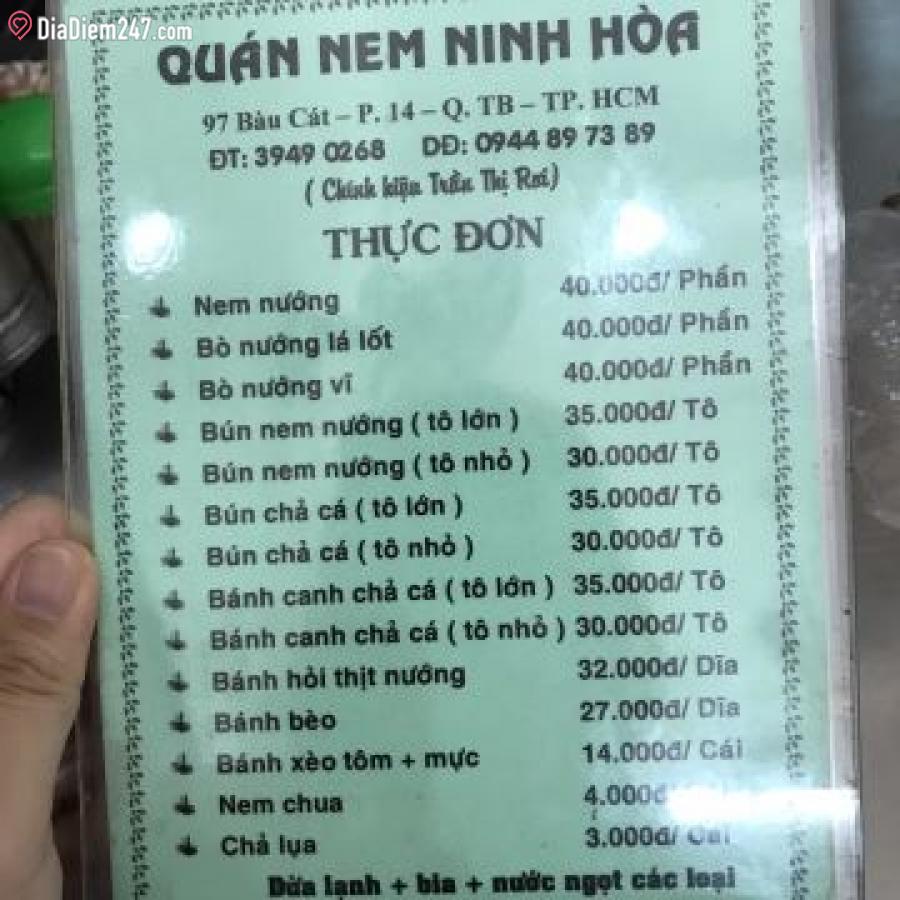 DiaDiem247.com
QUÁN NEM NINH HÒA
97 Bàu Cát – P. 14 – Q. TB – TP. HCM
ĐT: 3949 0268 DĐ: 0944 89 73 89
( Chính hiệu Trần Thị Rơi)
THỰC ĐƠN
Nem nướng 40.000đ/ Phần
Bò nướng lá lốt 40.000đ/ Phần
Bò nướng vĩ 40.000đ/ Phần
Bún nem nướng ( tô lớn ) 35.000đ/ Tô
Bún nem nướng ( tô nhỏ ) 30.000đ/ Tô
Bún chả cá ( tô lớn ) 35.000đ/ Tô
Bún chả cá ( tô nhỏ ) 30.000đ/ Tô
Bánh canh chả cá ( tô lớn ) 35.000đ/ Tô
Bánh canh chả cá ( tô nhỏ ) 30.000đ/ Tô
Bánh hỏi thịt nướng 32.000đ/ Dĩa
Bánh bèo 27.000đ/ Dĩa
Bánh xèo tôm + mực 14.000đ/ Cái
Nem chua 4.000đ
Chả lụa 3.000đ/ Cái
Dừa lạnh + bia + nước ngọt các loại